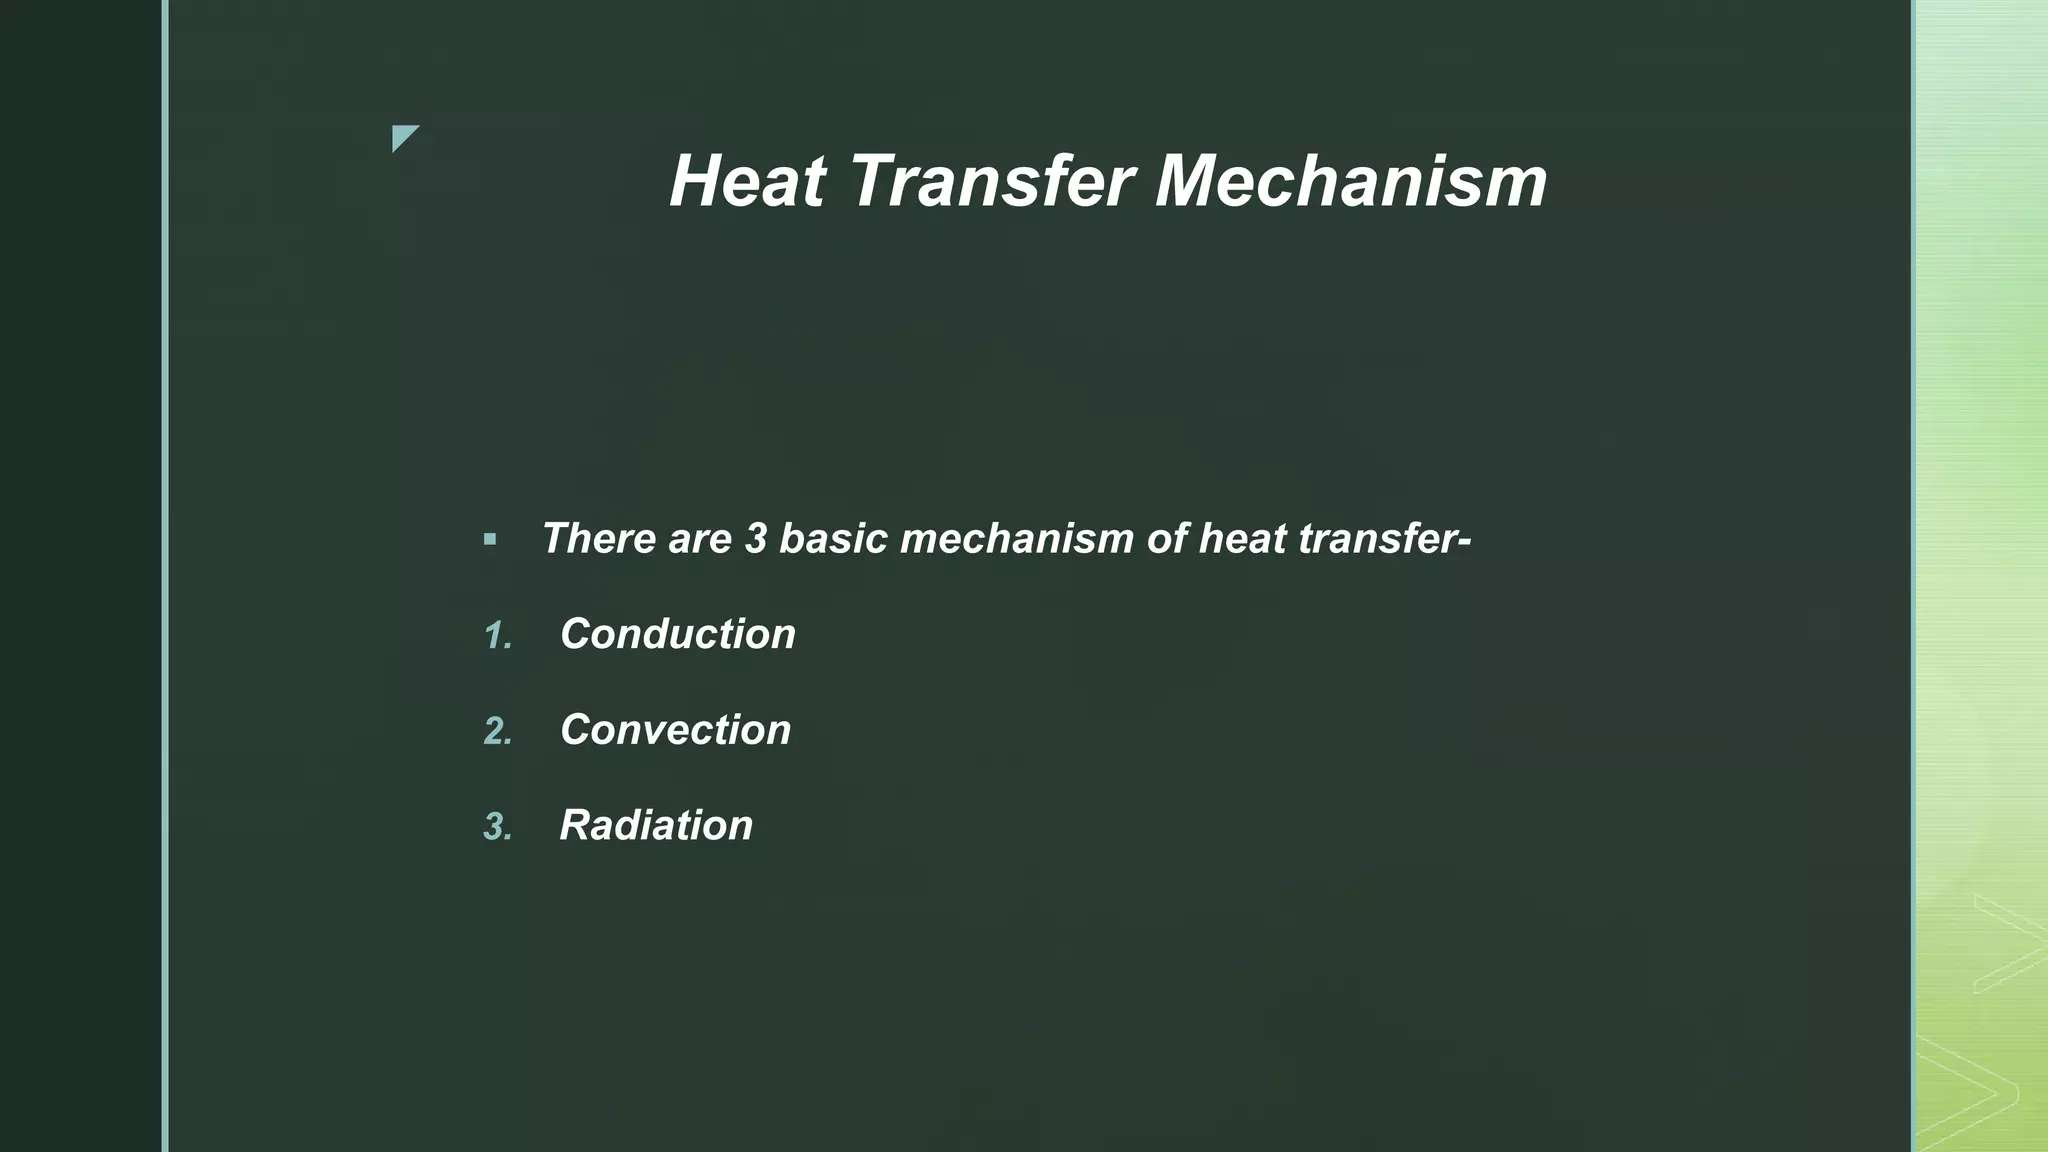 Heat Transfer Mechanism
▪ There are 3 basic mechanism of heat transfer-
1. Conduction
2. Convection
3. Radiation